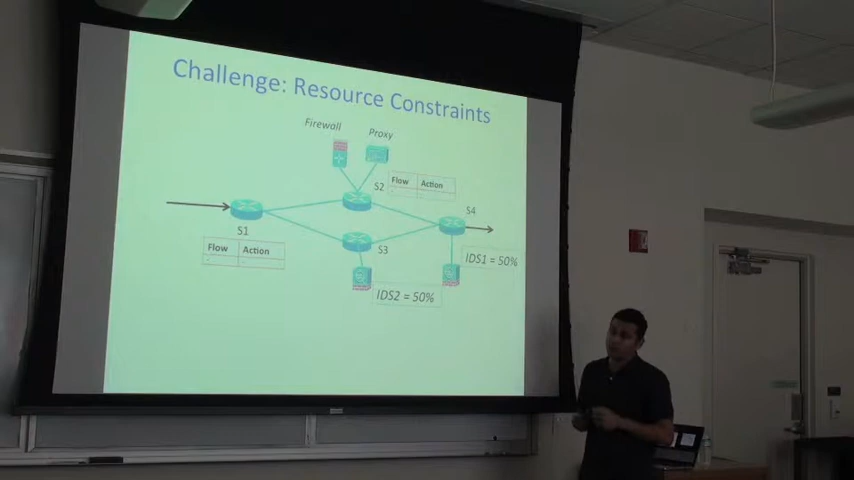 Challenge: Resource Constraints
Firewall
Proxy
S2
Flow Action
S4
S1
Flow Action
S3
IDS1 = 50%
IDS2 = 50%